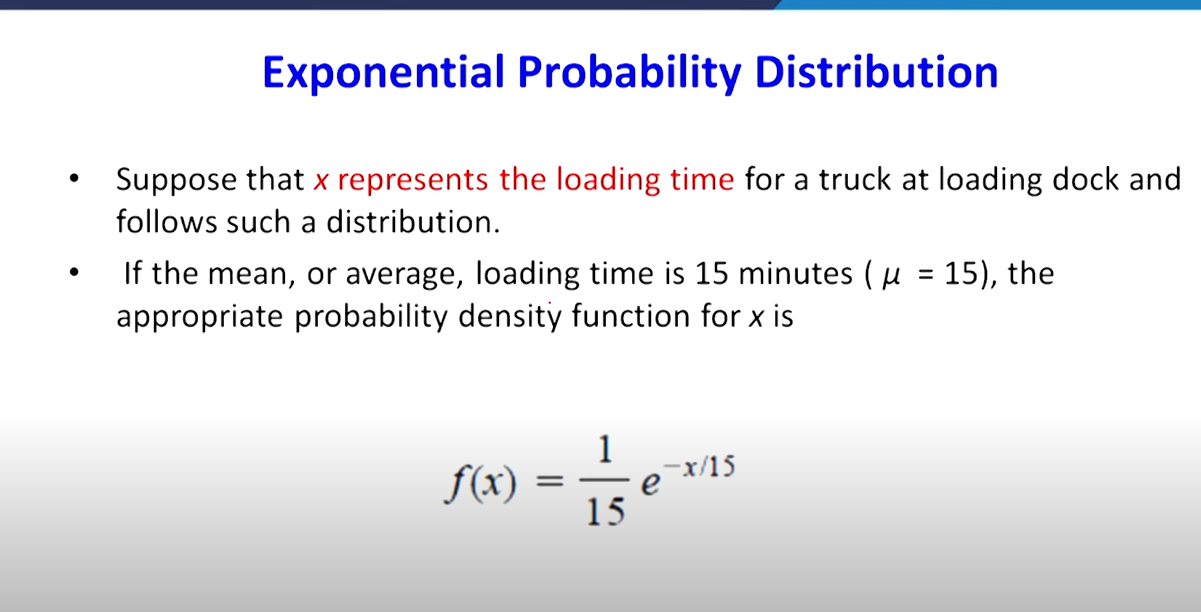 Exponential Probability Distribution
• Suppose that x represents the loading time for a truck at loading dock and
follows such a distribution.
• If the mean, or average, loading time is 15 minutes ( μ = 15), the
appropriate probability density function for x is
f(x) = 1/15 e^−x/15